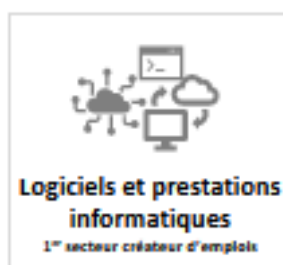 >_
Logiciels et prestations
informatiques
1er secteur créateur d'emplois